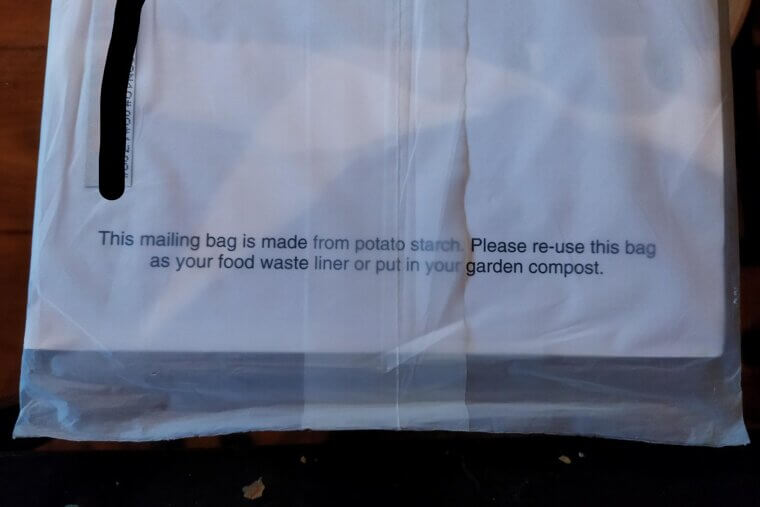 This mailing bag is made from potato starch. Please re-use this bag
as your food waste liner or put in your garden compost.